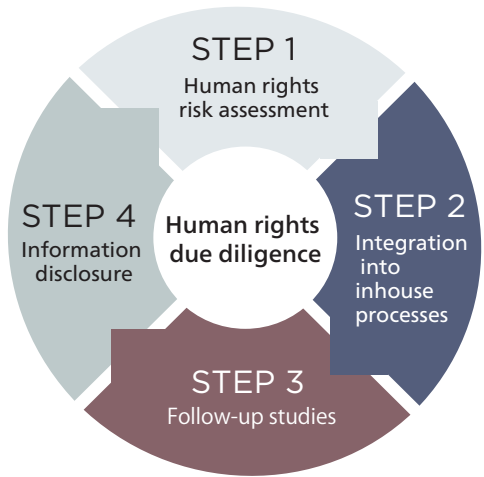 STEP 1
Human rights
risk assessment
STEP 2
Integration
into
inhouse
processes
STEP 3
Follow-up studies
STEP 4
Information
disclosure
Human rights
due diligence